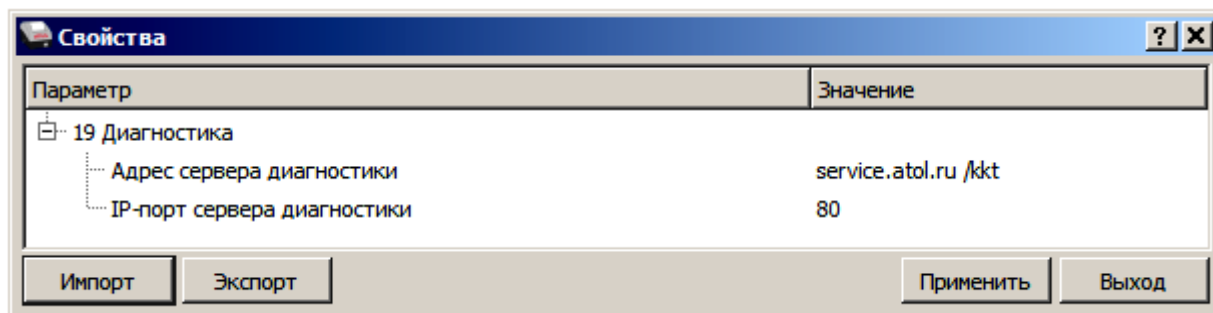 Свойства
Параметр Значение
19 Диагностика
Адрес сервера диагностики service.atol.ru /kkt
IP-порт сервера диагностики 80
Импорт Экспорт Применить Выход